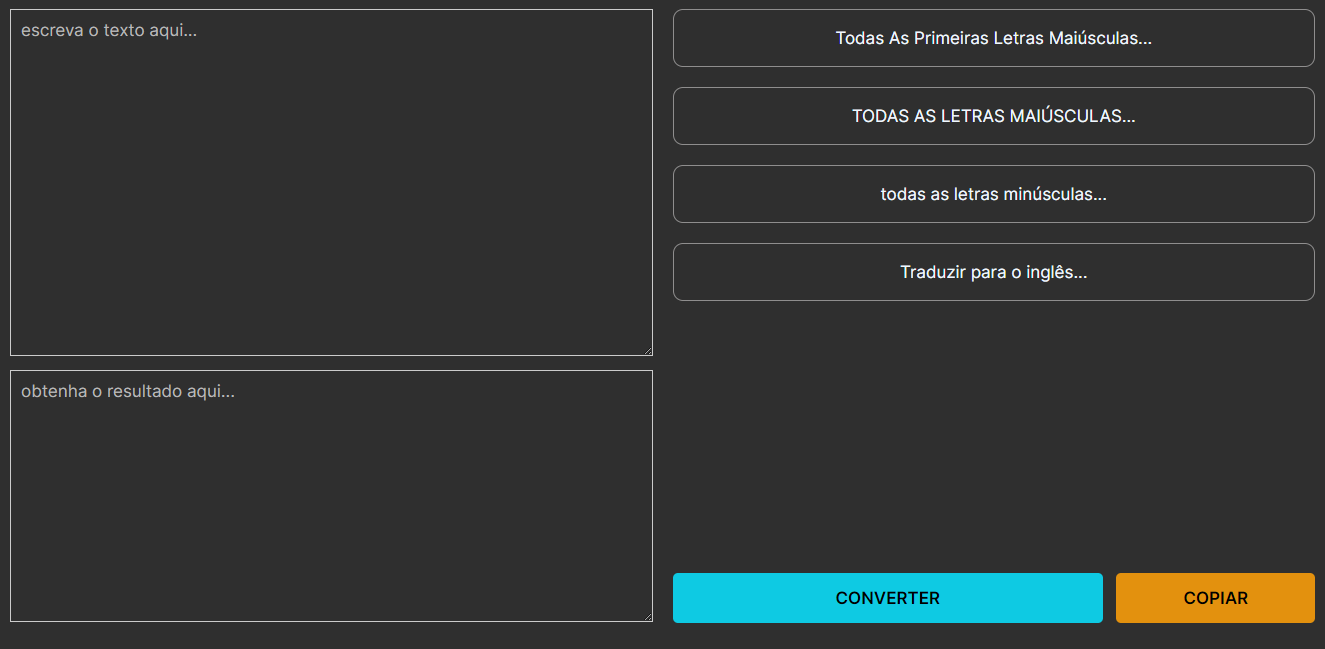 escreva o texto aqui...
obtenha o resultado aqui...
Todas As Primeiras Letras Maiúsculas...
TODAS AS LETRAS MAIÚSCULAS...
todas as letras minúsculas...
Traduzir para o inglês...
CONVERTER
COPIAR